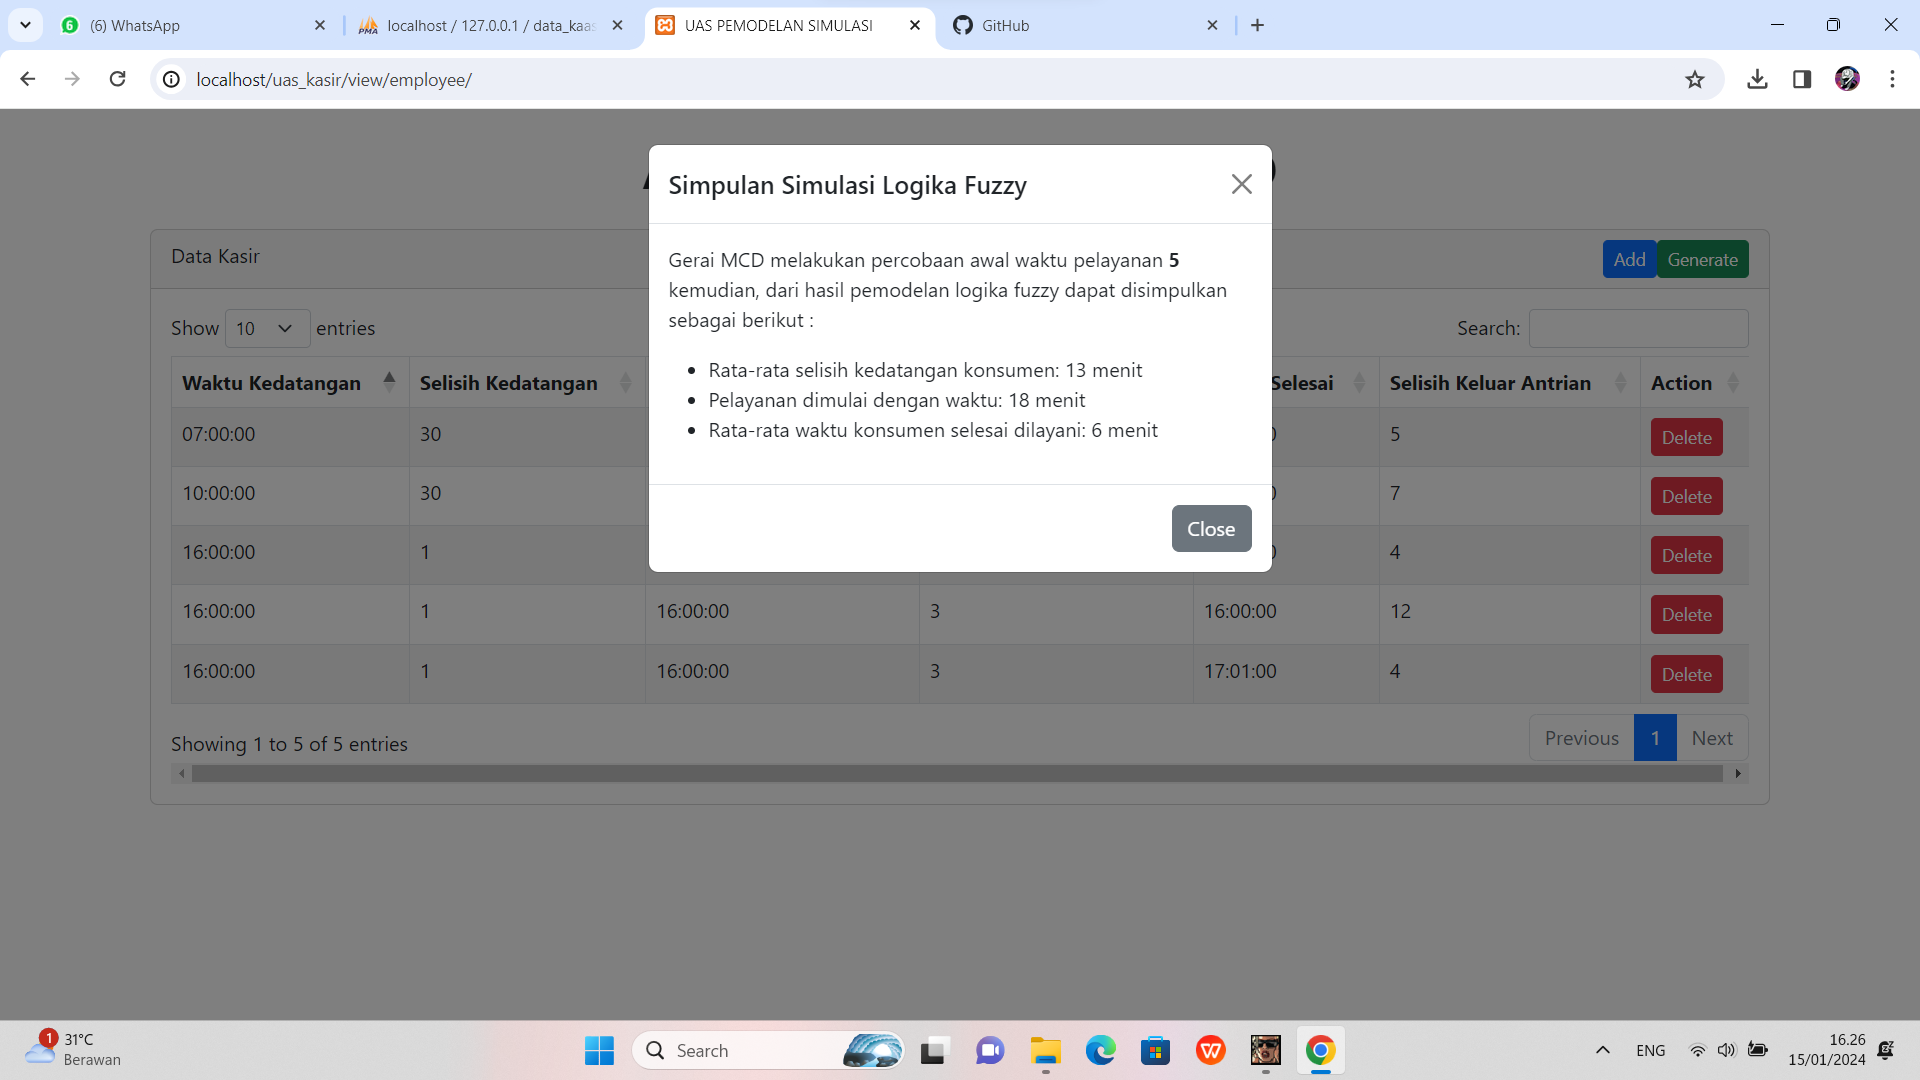 (6) WhatsApp
localhost / 127.0.0.1 / data_kaas
UAS PEMODELAN SIMULASI
GitHub
localhost/uas_kasir/view/employee/
Simpulan Simulasi Logika Fuzzy
Gerai MCD melakukan percobaan awal waktu pelayanan 5
kemudian, dari hasil pemodelan logika fuzzy dapat disimpulkan
sebagai berikut :
• Rata-rata selisih kedatangan konsumen: 13 menit
• Pelayanan dimulai dengan waktu: 18 menit
• Rata-rata waktu konsumen selesai dilayani: 6 menit
Close
Data Kasir
Add Generate
Show 10 entries
Search:
Waktu Kedatangan Selisih Kedatangan Selesai Selisih Keluar Antrian Action
07:00:00 30 5 Delete
10:00:00 30 7 Delete
16:00:00 1 4 Delete
16:00:00 1 16:00:00 3 16:00:00 12 Delete
16:00:00 1 16:00:00 3 17:01:00 4 Delete
Showing 1 to 5 of 5 entries
Previous 1 Next
1
31°C
Berawan
Search
ENG
16.26
15/01/2024